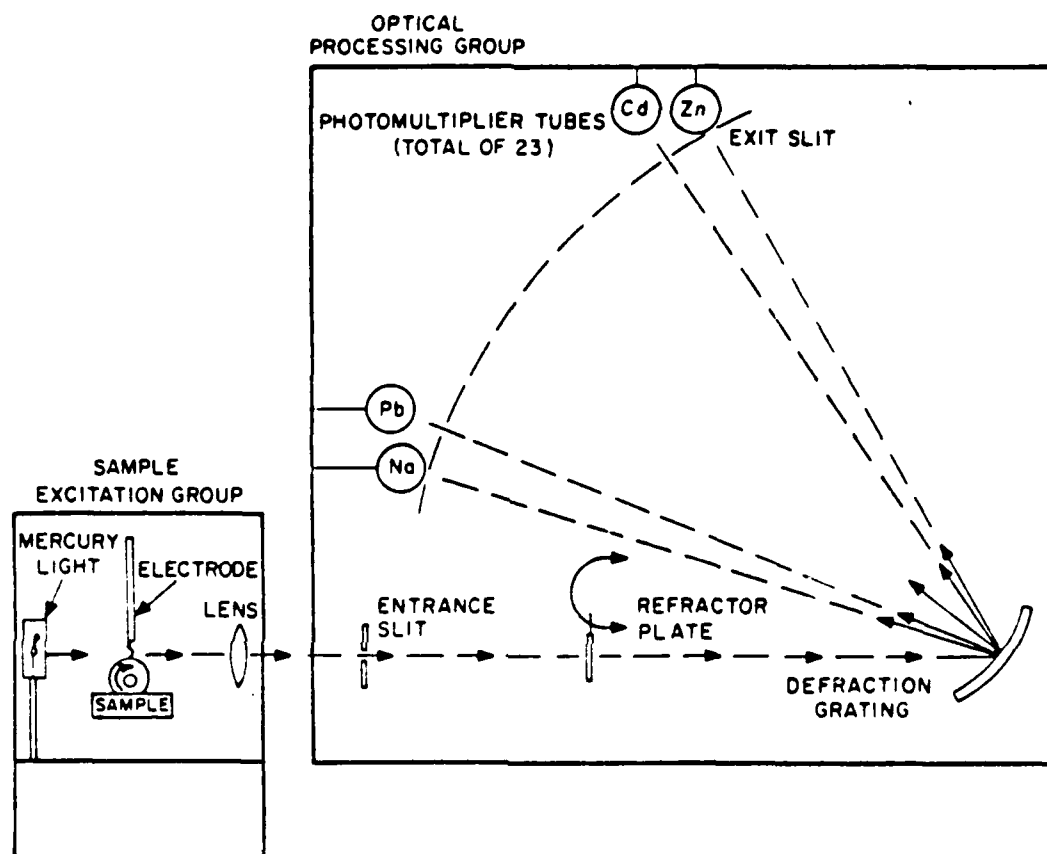 OPTICAL
PROCESSING GROUP
Cd
Zn
PHOTOMULTIPLIER TUBES
(TOTAL OF 23)
EXIT SLIT
Pb
Na
SAMPLE
EXCITATION GROUP
MERCURY
LIGHT
ELECTRODE
LENS
ENTRANCE
SLIT
REFRACTOR
PLATE
SAMPLE
DEFRACTION
GRATING